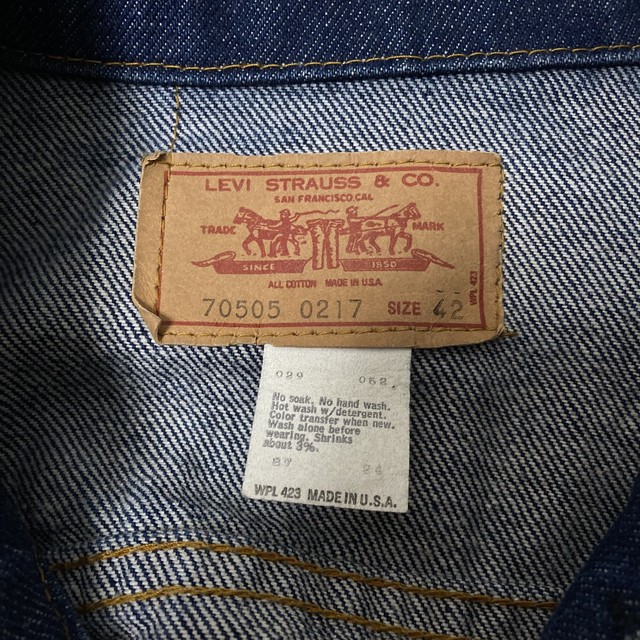 LEVI STRAUSS & CO.
SAN FRANCISCO, CAL
TRADE MARK
SINCE 1850
ALL COTTON MADE IN U.S.A.
70505 0217 SIZE 42
WPL 423
029 052
No soak. No hand wash.
Hot wash w/detergent.
Color transfer when new.
Wash alone before
wearing. Shrinks
about 3%.
87 24
WPL 423 MADE IN U.S.A.